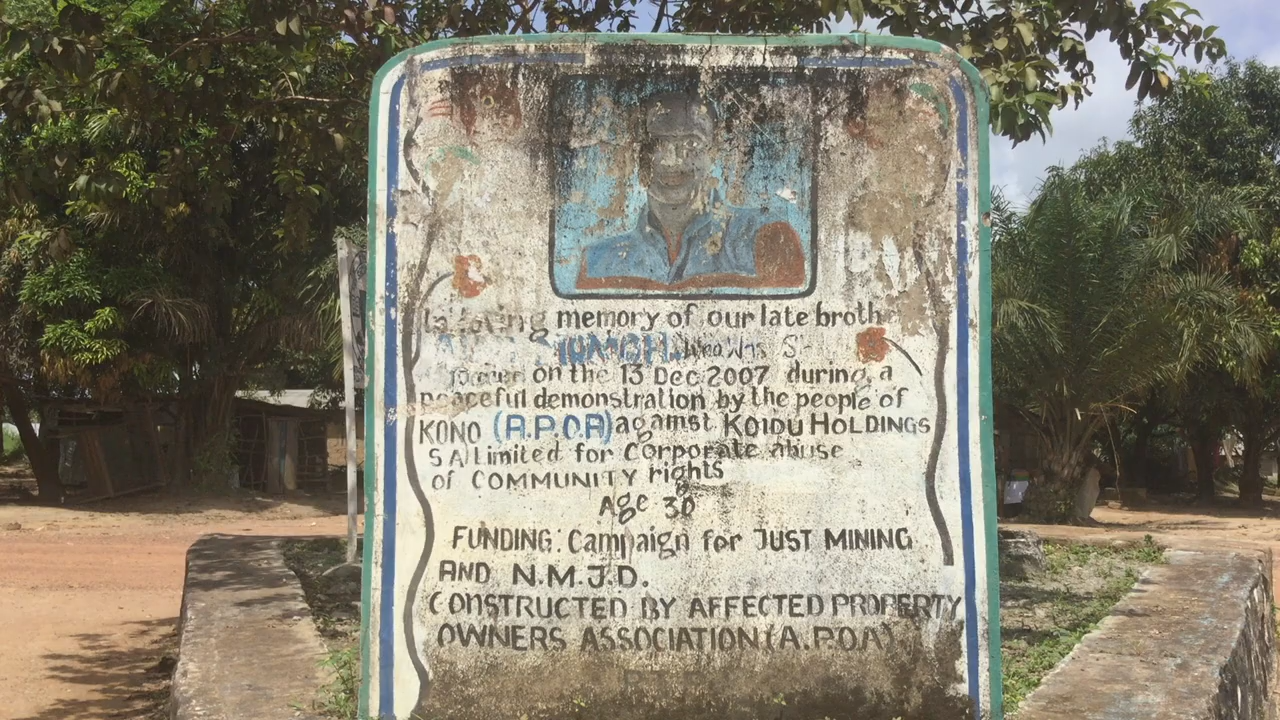 In loving memory of our late broth
Who Was S
on the 13 Dec 2007 during a
peaceful demonstration by the people of
KONO (A.P.O.A) against KOIDU HOLDINGS
S A Limited for Corporate abuse
of COMMUNITY rights
Age 30
FUNDING. Campaign for JUST MINING
AND N.M.J.D.
CONSTRUCTED BY AFFECTED PROPERTY
OWNERS ASSOCIATION (A.P.O.A)